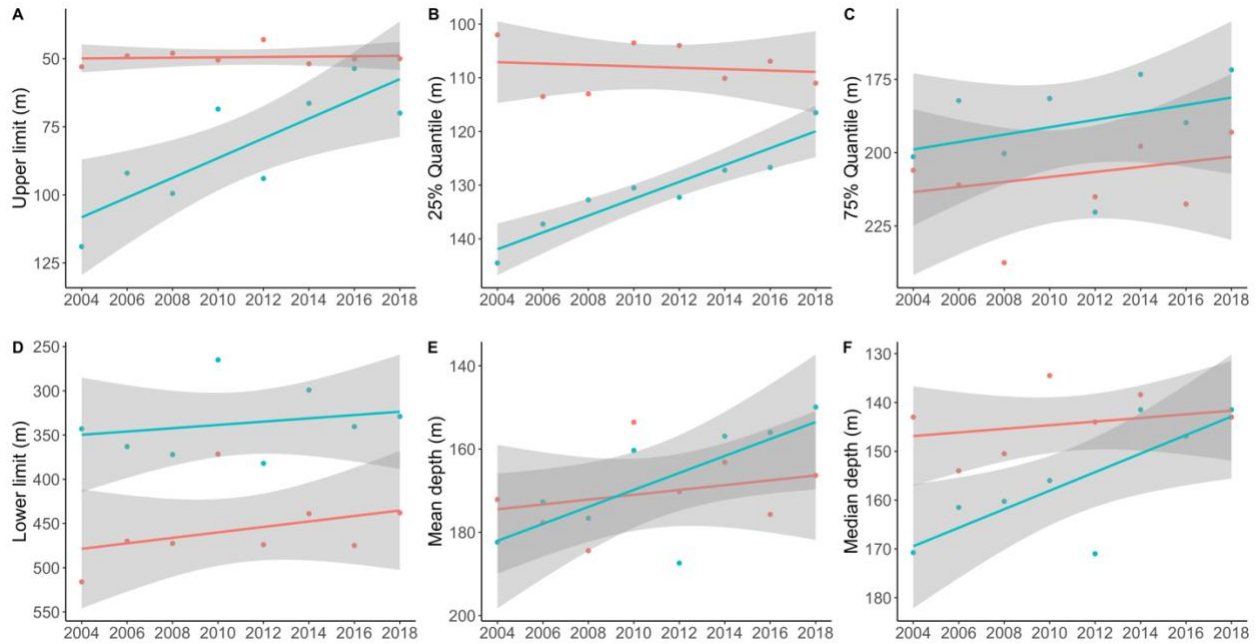 A
Upper limit (m)
50
75
100
125
2004 2006 2008 2010 2012 2014 2016 2018
B
25% Quantile (m)
100
110
120
130
140
2004 2006 2008 2010 2012 2014 2016 2018
C
75% Quantile (m)
175
200
225
2004 2006 2008 2010 2012 2014 2016 2018
D
Lower limit (m)
250
300
350
400
450
500
550
2004 2006 2008 2010 2012 2014 2016 2018
E
Mean depth (m)
140
160
180
200
2004 2006 2008 2010 2012 2014 2016 2018
F
Median depth (m)
130
140
150
160
170
180
2004 2006 2008 2010 2012 2014 2016 2018